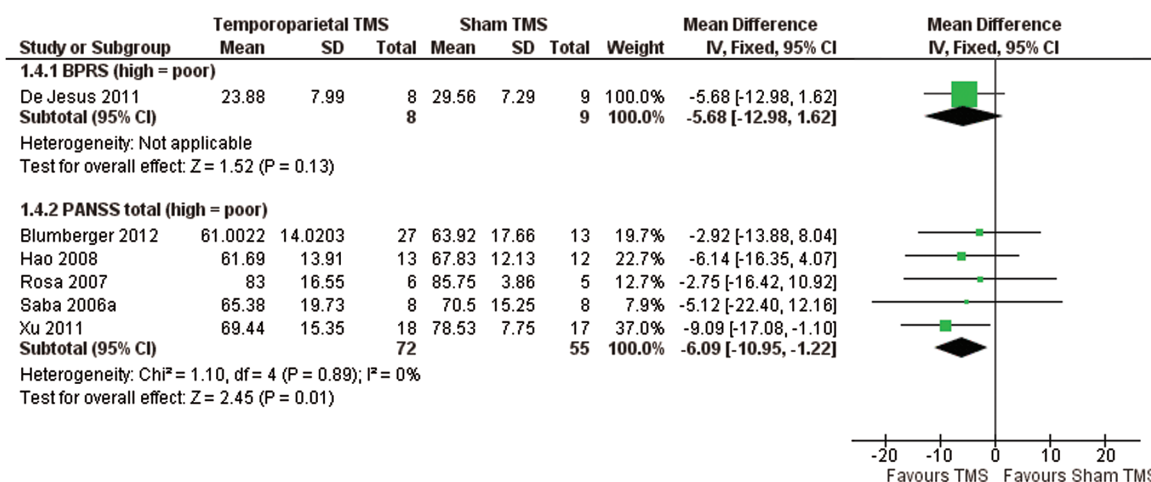 Temporoparietal TMS Sham TMS Mean Difference Mean Difference
Study or Subgroup Mean SD Total Mean SD Total Weight IV, Fixed, 95% CI IV, Fixed, 95% CI
1.4.1 BPRS (high = poor)
De Jesus 2011 23.88 7.99 8 29.56 7.29 9 100.0% -5.68 [-12.98, 1.62]
Subtotal (95% CI) 8 9 100.0% -5.68 [-12.98, 1.62]
Heterogeneity: Not applicable
Test for overall effect: Z = 1.52 (P = 0.13)
1.4.2 PANSS total (high = poor)
Blumberger 2012 61.0022 14.0203 27 63.92 17.66 13 19.7% -2.92 [-13.88, 8.04]
Hao 2008 61.69 13.91 13 67.83 12.13 12 22.7% -6.14 [-16.35, 4.07]
Rosa 2007 83 16.55 6 85.75 3.86 5 12.7% -2.75 [-16.42, 10.92]
Saba 2006a 65.38 19.73 8 70.5 15.25 8 7.9% -5.12 [-22.40, 12.16]
Xu 2011 69.44 15.35 18 78.53 7.75 17 37.0% -9.09 [-17.08, -1.10]
Subtotal (95% CI) 72 55 100.0% -6.09 [-10.95, -1.22]
Heterogeneity: Chi² = 1.10, df = 4 (P = 0.89); I² = 0%
Test for overall effect: Z = 2.45 (P = 0.01)
-20 -10 0 10 20
Favours TMS Favours Sham TMS